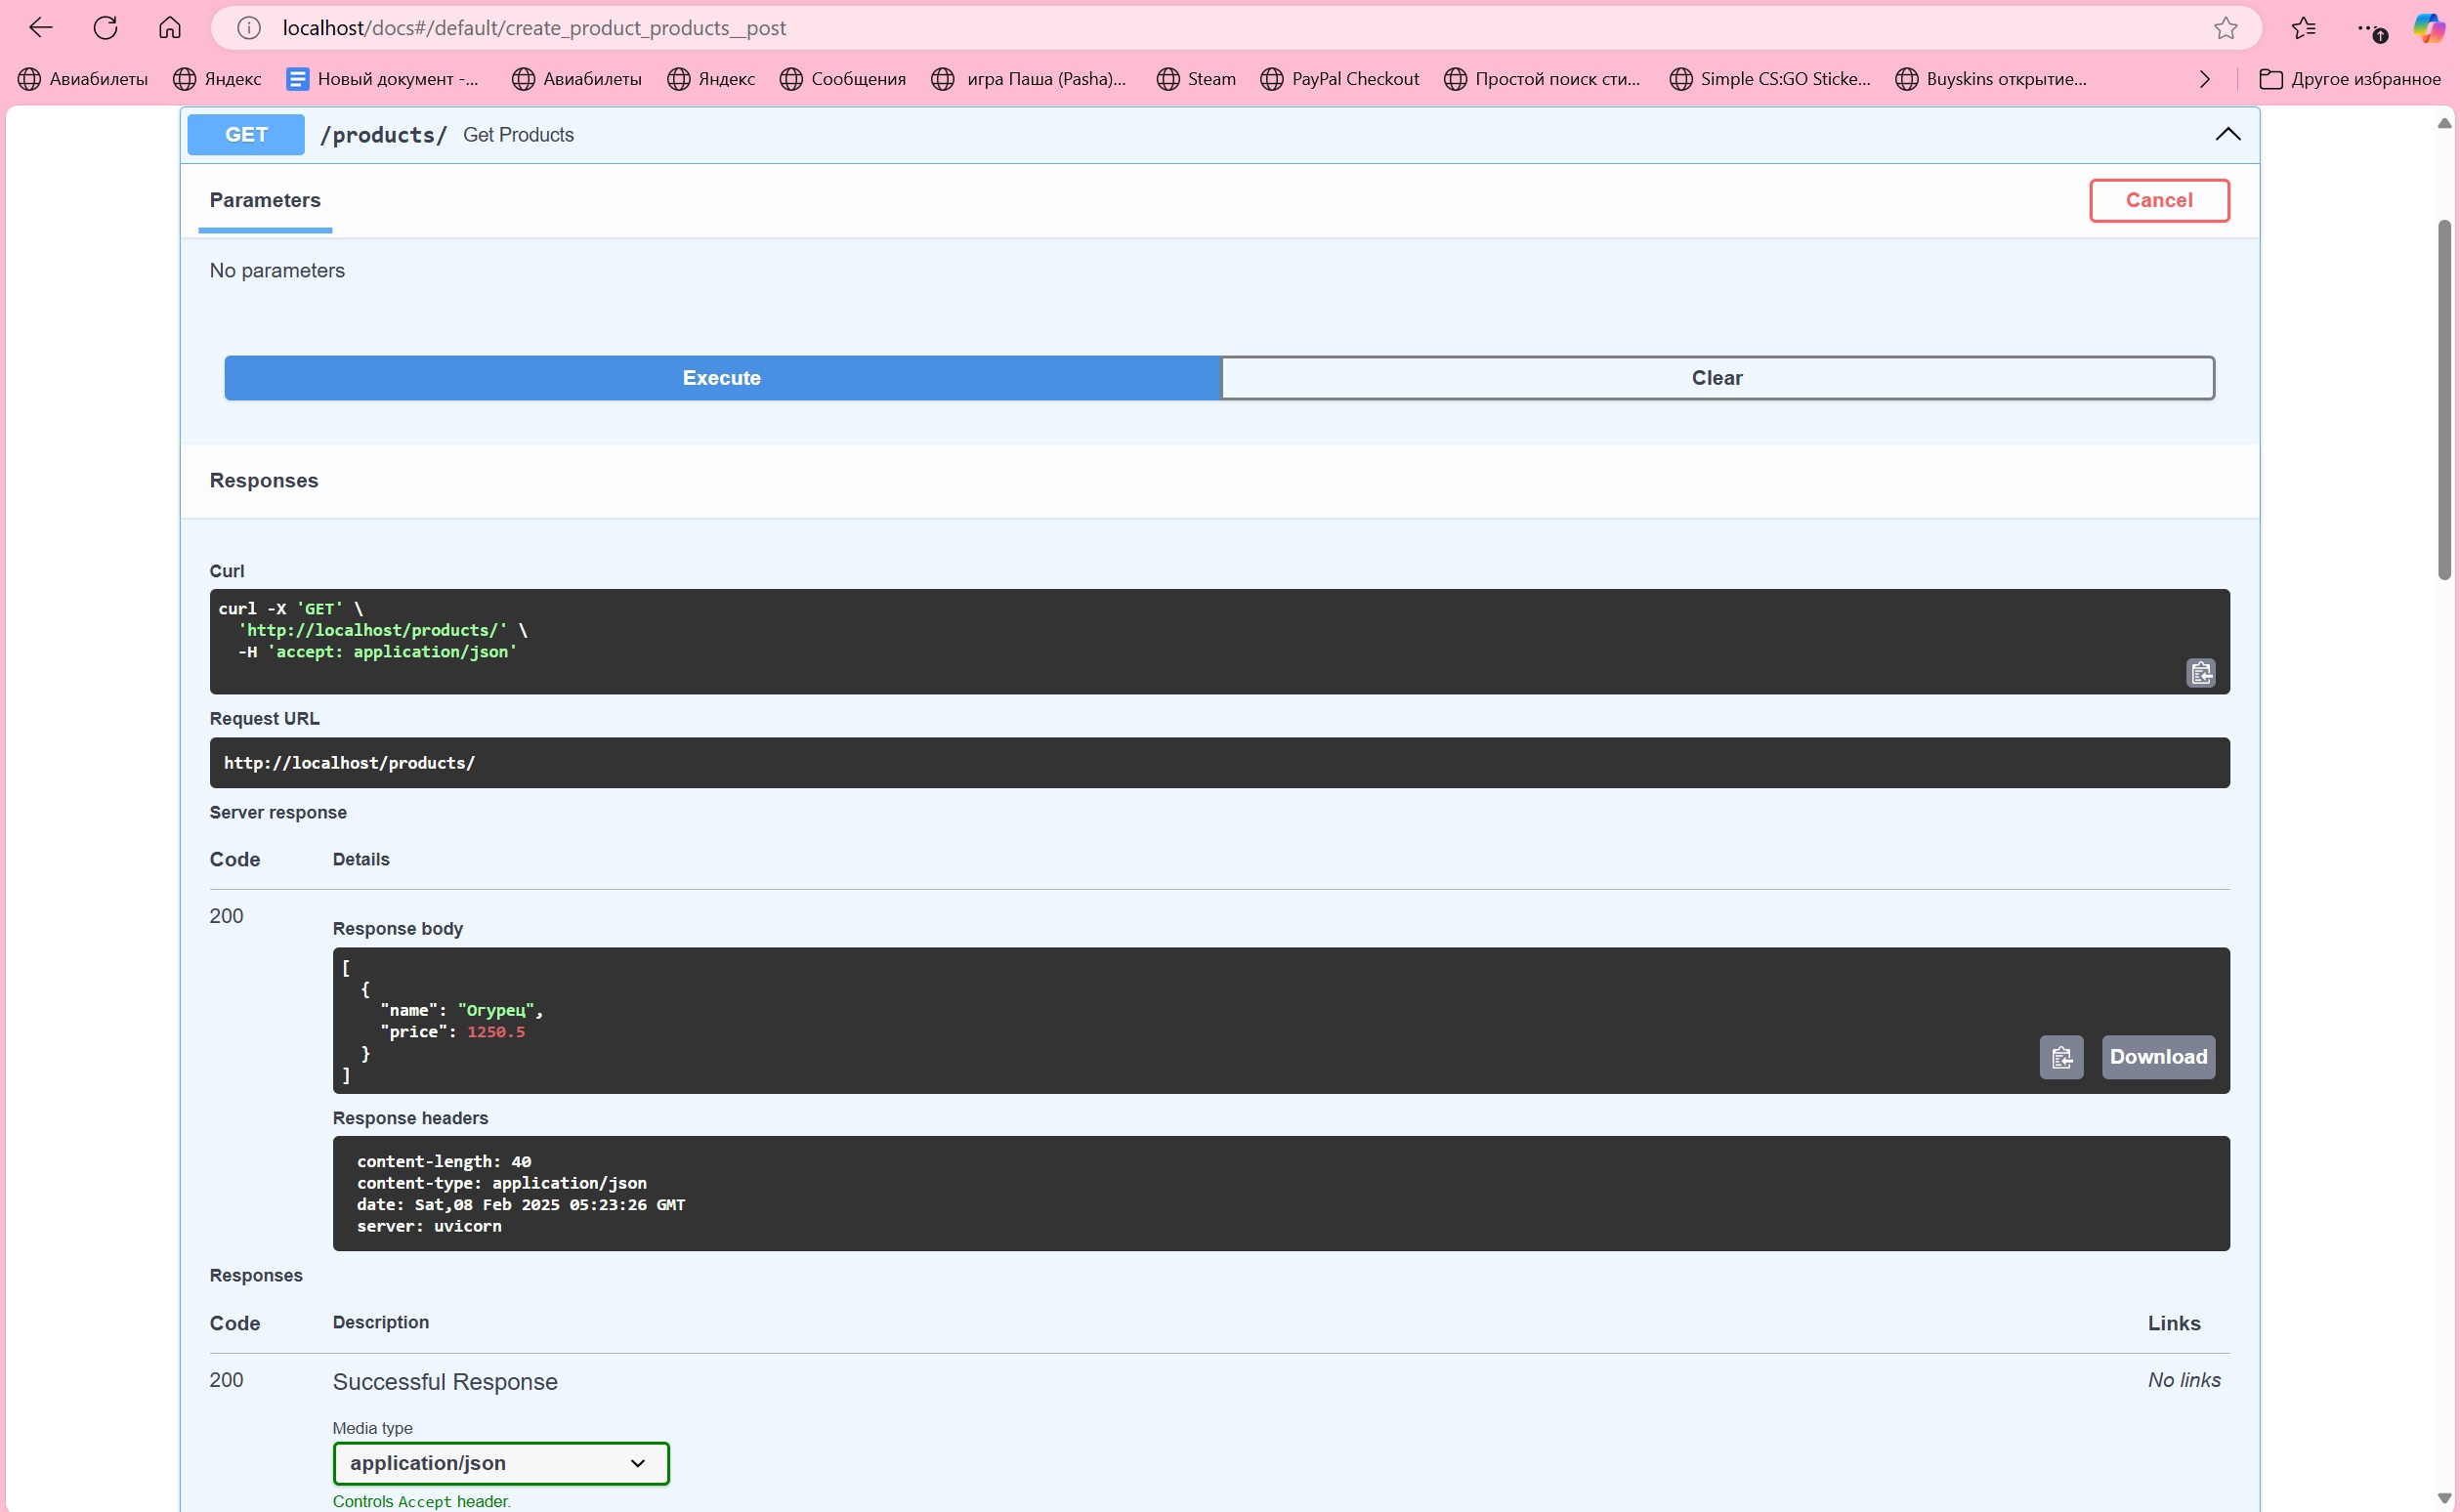 localhost/docs#/default/create_product_products__post
Авиабилеты Яндекс Новый документ -... Авиабилеты Яндекс Сообщения игра Паша (Pasha)... Steam PayPal Checkout Простой поиск сти... Simple CS:GO Sticke... Buyskins открытие... Другое избранное
GET /products/ Get Products
Parameters Cancel
No parameters
Execute Clear
Responses
Curl
curl -X 'GET' \
'http://localhost/products/' \
-H 'accept: application/json'
Request URL
http://localhost/products/
Server response
Code Details
200
Response body
[
{
"name": "Огурец",
"price": 1250.5
}
]
Download
Response headers
content-length: 40
content-type: application/json
date: Sat,08 Feb 2025 05:23:26 GMT
server: uvicorn
Responses
Code Description Links
200 Successful Response No links
Media type
application/json
Controls Accept header.